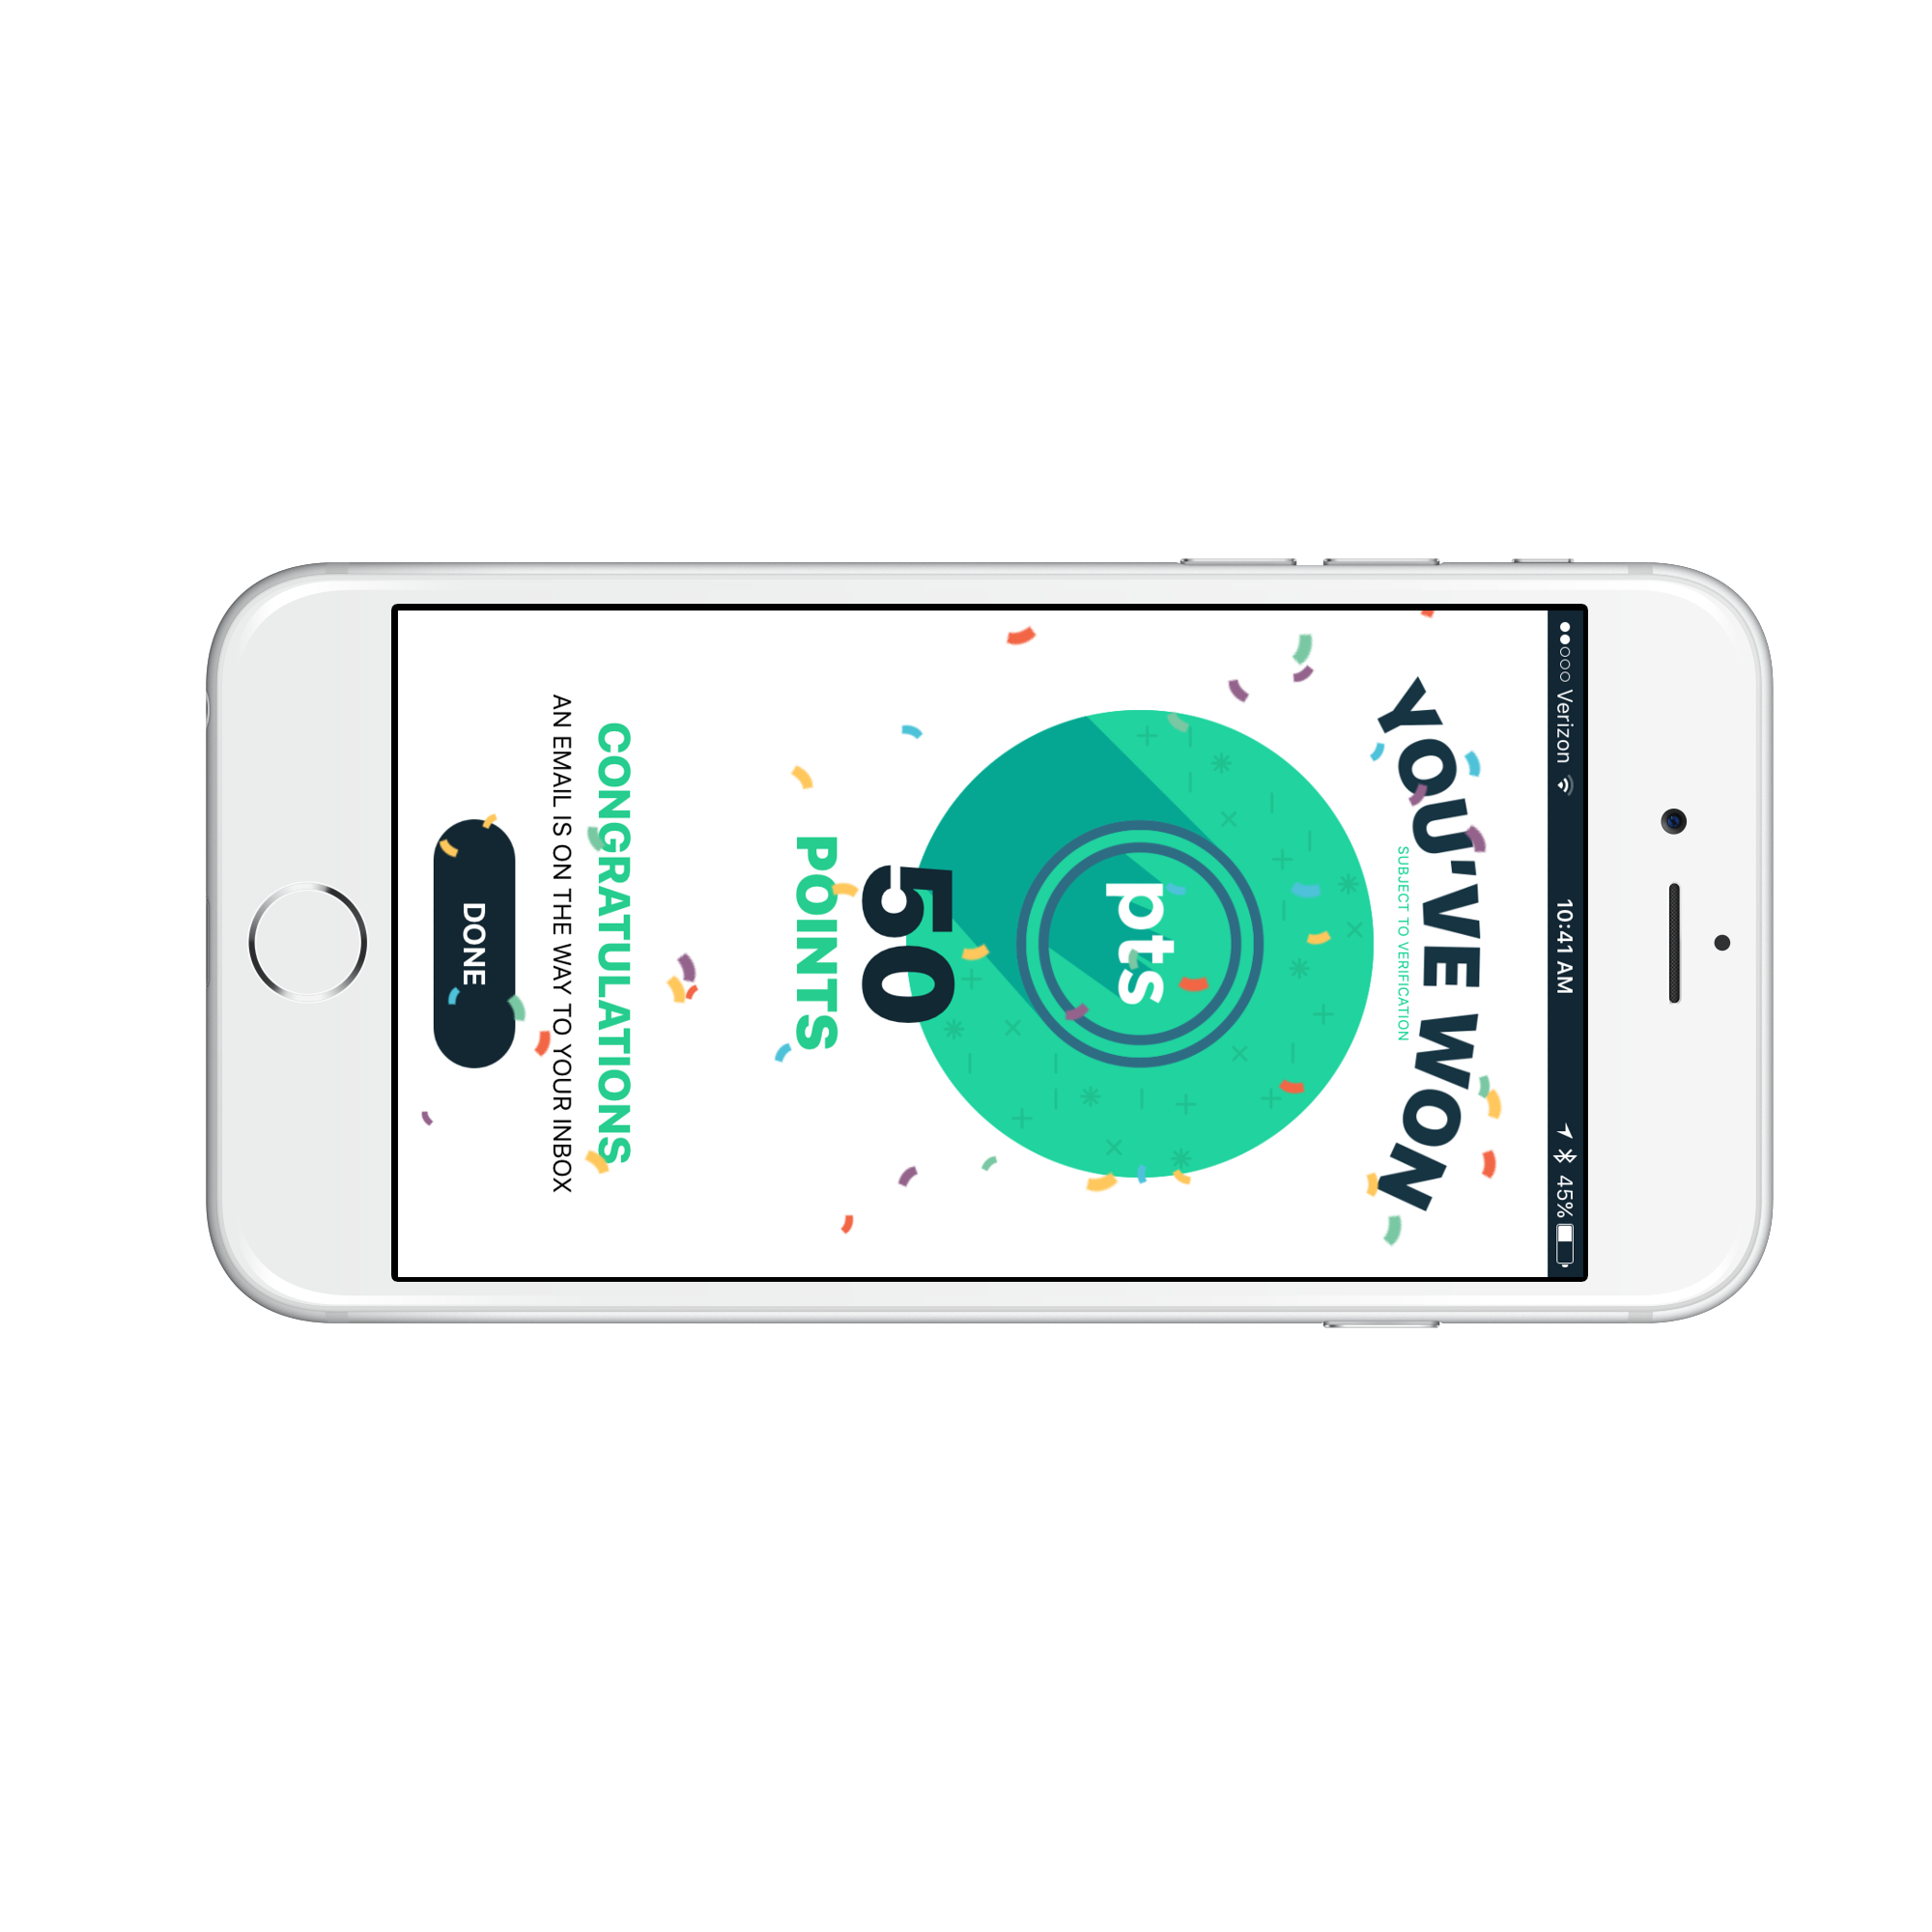 Verizon 10:41 AM 45%
YOU'VE WON
SUBJECT TO VERIFICATION
pts
50
POINTS
CONGRATULATIONS
AN EMAIL IS ON THE WAY TO YOUR INBOX
DONE